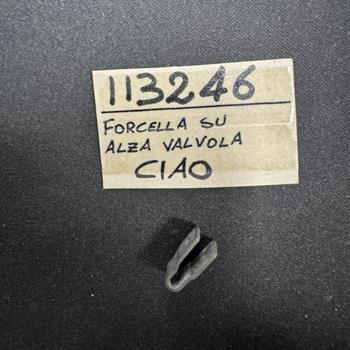 113246
FORCELLA SU
ALZA VALVOLA
CIAO